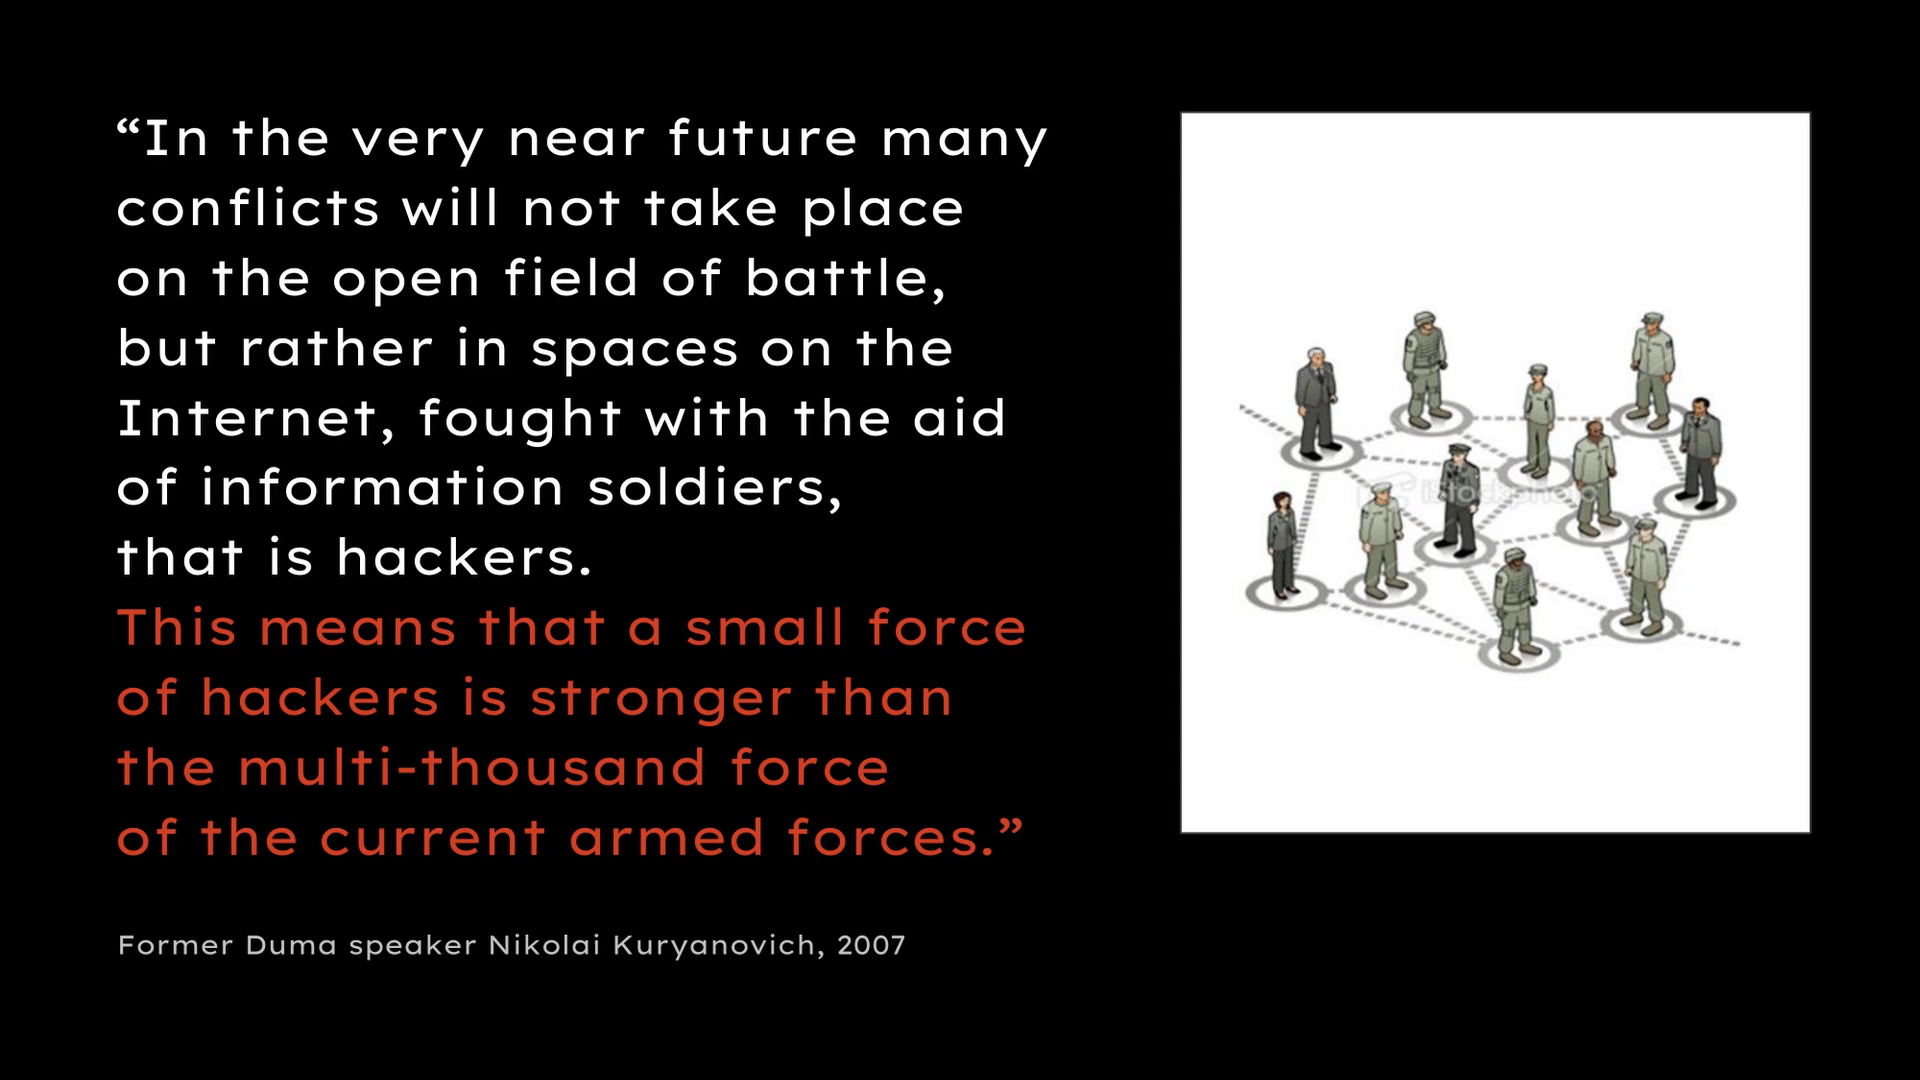 “In the very near future many
conflicts will not take place
on the open field of battle,
but rather in spaces on the
Internet, fought with the aid
of information soldiers,
that is hackers.
This means that a small force
of hackers is stronger than
the multi-thousand force
of the current armed forces.”
Former Duma speaker Nikolai Kuryanovich, 2007
iStockphoto